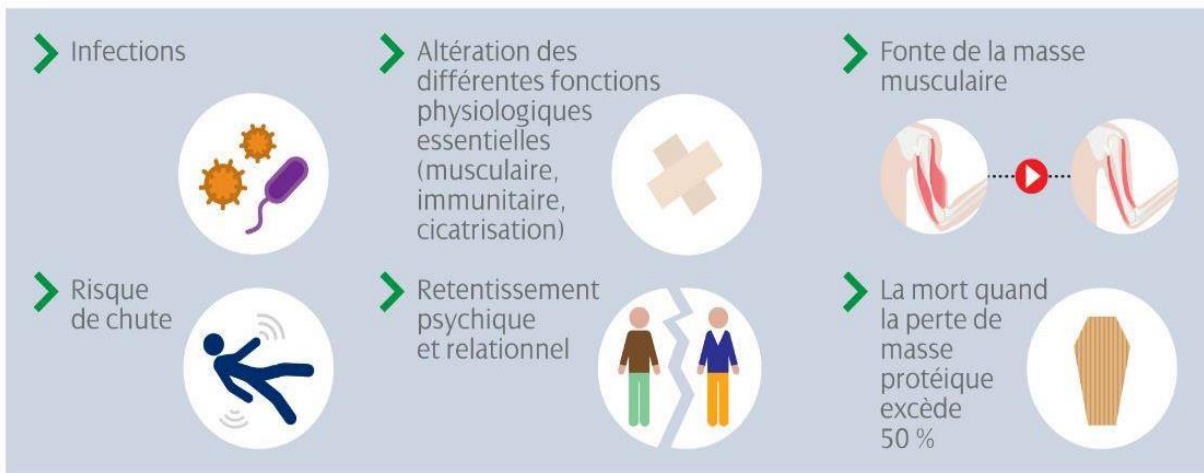 Infections
Altération des
différentes fonctions
physiologiques
essentielles
(musculaire,
immunitaire,
cicatrisation)
Fonte de la masse
musculaire
Risque
de chute
Retentissement
psychique
et relationnel
La mort quand
la perte de
masse
protéique
excède
50 %